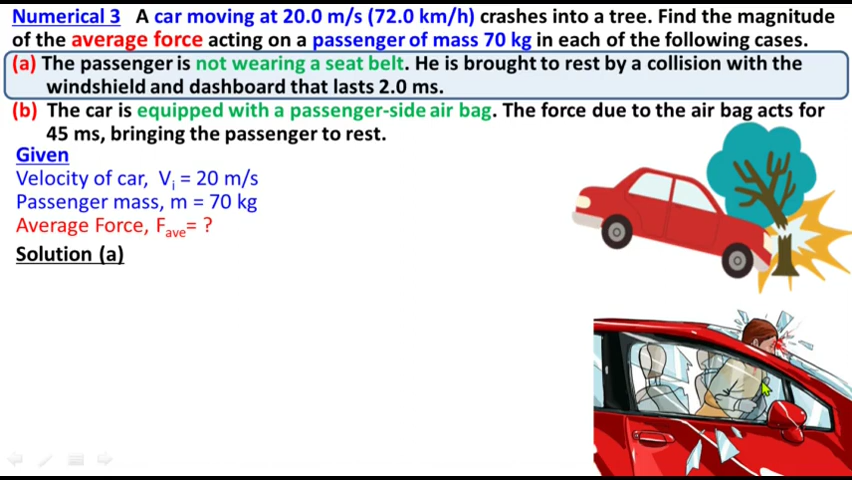 Numerical 3 A car moving at 20.0 m/s (72.0 km/h) crashes into a tree. Find the magnitude
of the average force acting on a passenger of mass 70 kg in each of the following cases.
(a) The passenger is not wearing a seat belt. He is brought to rest by a collision with the
windshield and dashboard that lasts 2.0 ms.
(b) The car is equipped with a passenger-side air bag. The force due to the air bag acts for
45 ms, bringing the passenger to rest.
Given
Velocity of car, Vi = 20 m/s
Passenger mass, m = 70 kg
Average Force, Fave= ?
Solution (a)